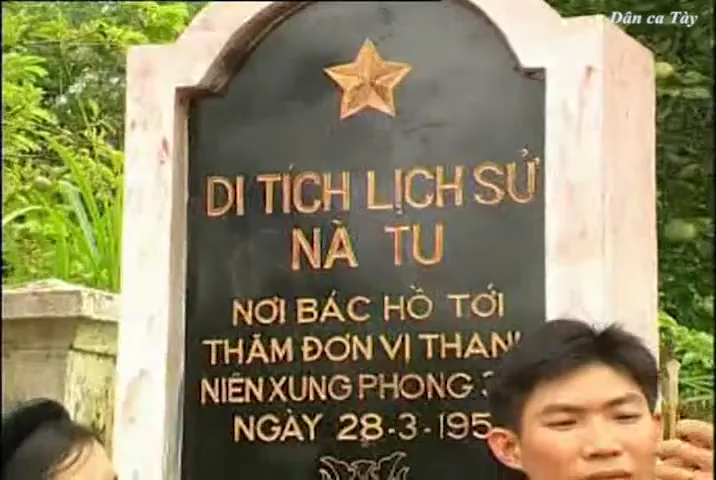 Dân ca Tày
DI TÍCH LỊCH SỬ
NÀ TU
NƠI BÁC HỒ TỚI
THĂM ĐƠN VỊ THANH
NIÊN XUNG PHONG
NGÀY 28-3-195